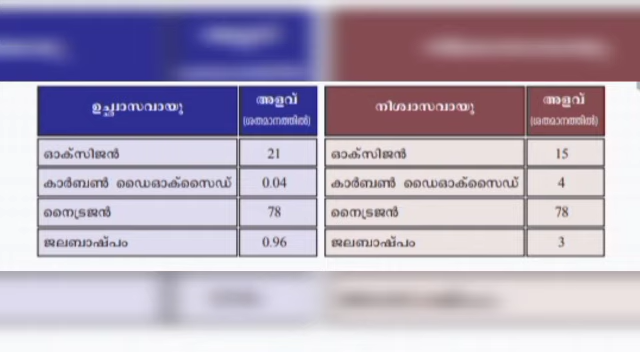 ഉച്ഛ്വാസവായു അളവ് (ശതമാനത്തിൽ) നിശ്വാസവായു അളവ് (ശതമാനത്തിൽ)
ഓക്സിജൻ 21 ഓക്സിജൻ 15
കാർബൺ ഡൈഓക്സൈഡ് 0.04 കാർബൺ ഡൈഓക്സൈഡ് 4
നൈട്രജൻ 78 നൈട്രജൻ 78
ജലബാഷ്പം 0.96 ജലബാഷ്പം 3